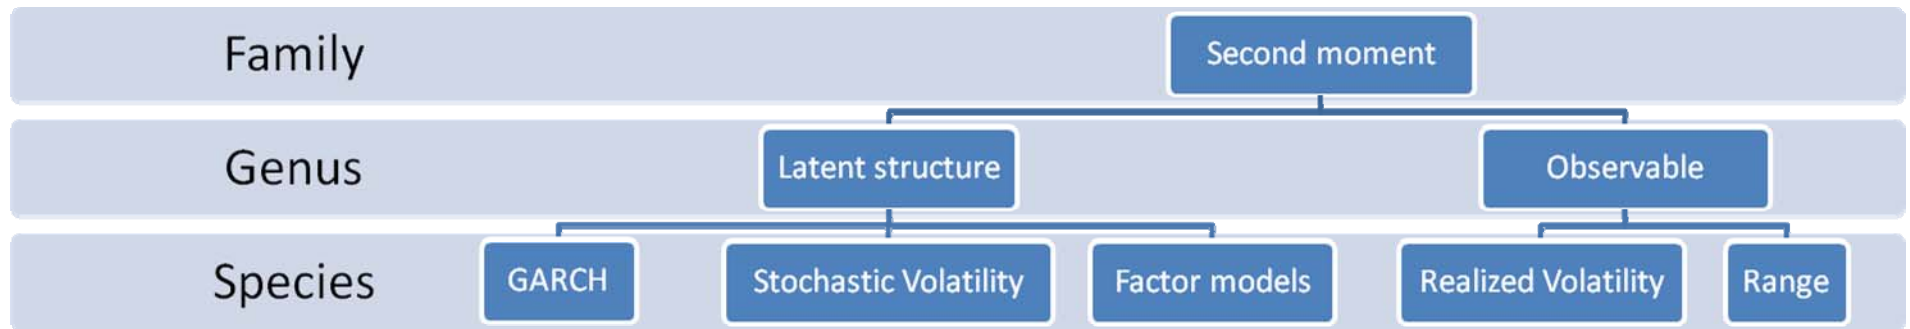 Family
Second moment
Genus
Latent structure
Observable
Species
GARCH
Stochastic Volatility
Factor models
Realized Volatility
Range